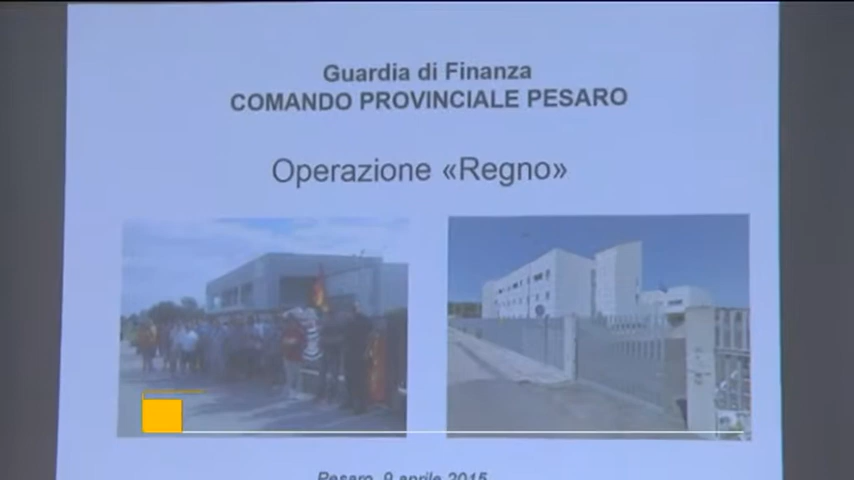 Guardia di Finanza
COMANDO PROVINCIALE PESARO
Operazione «Regno»
Pesaro, 9 aprile 2015